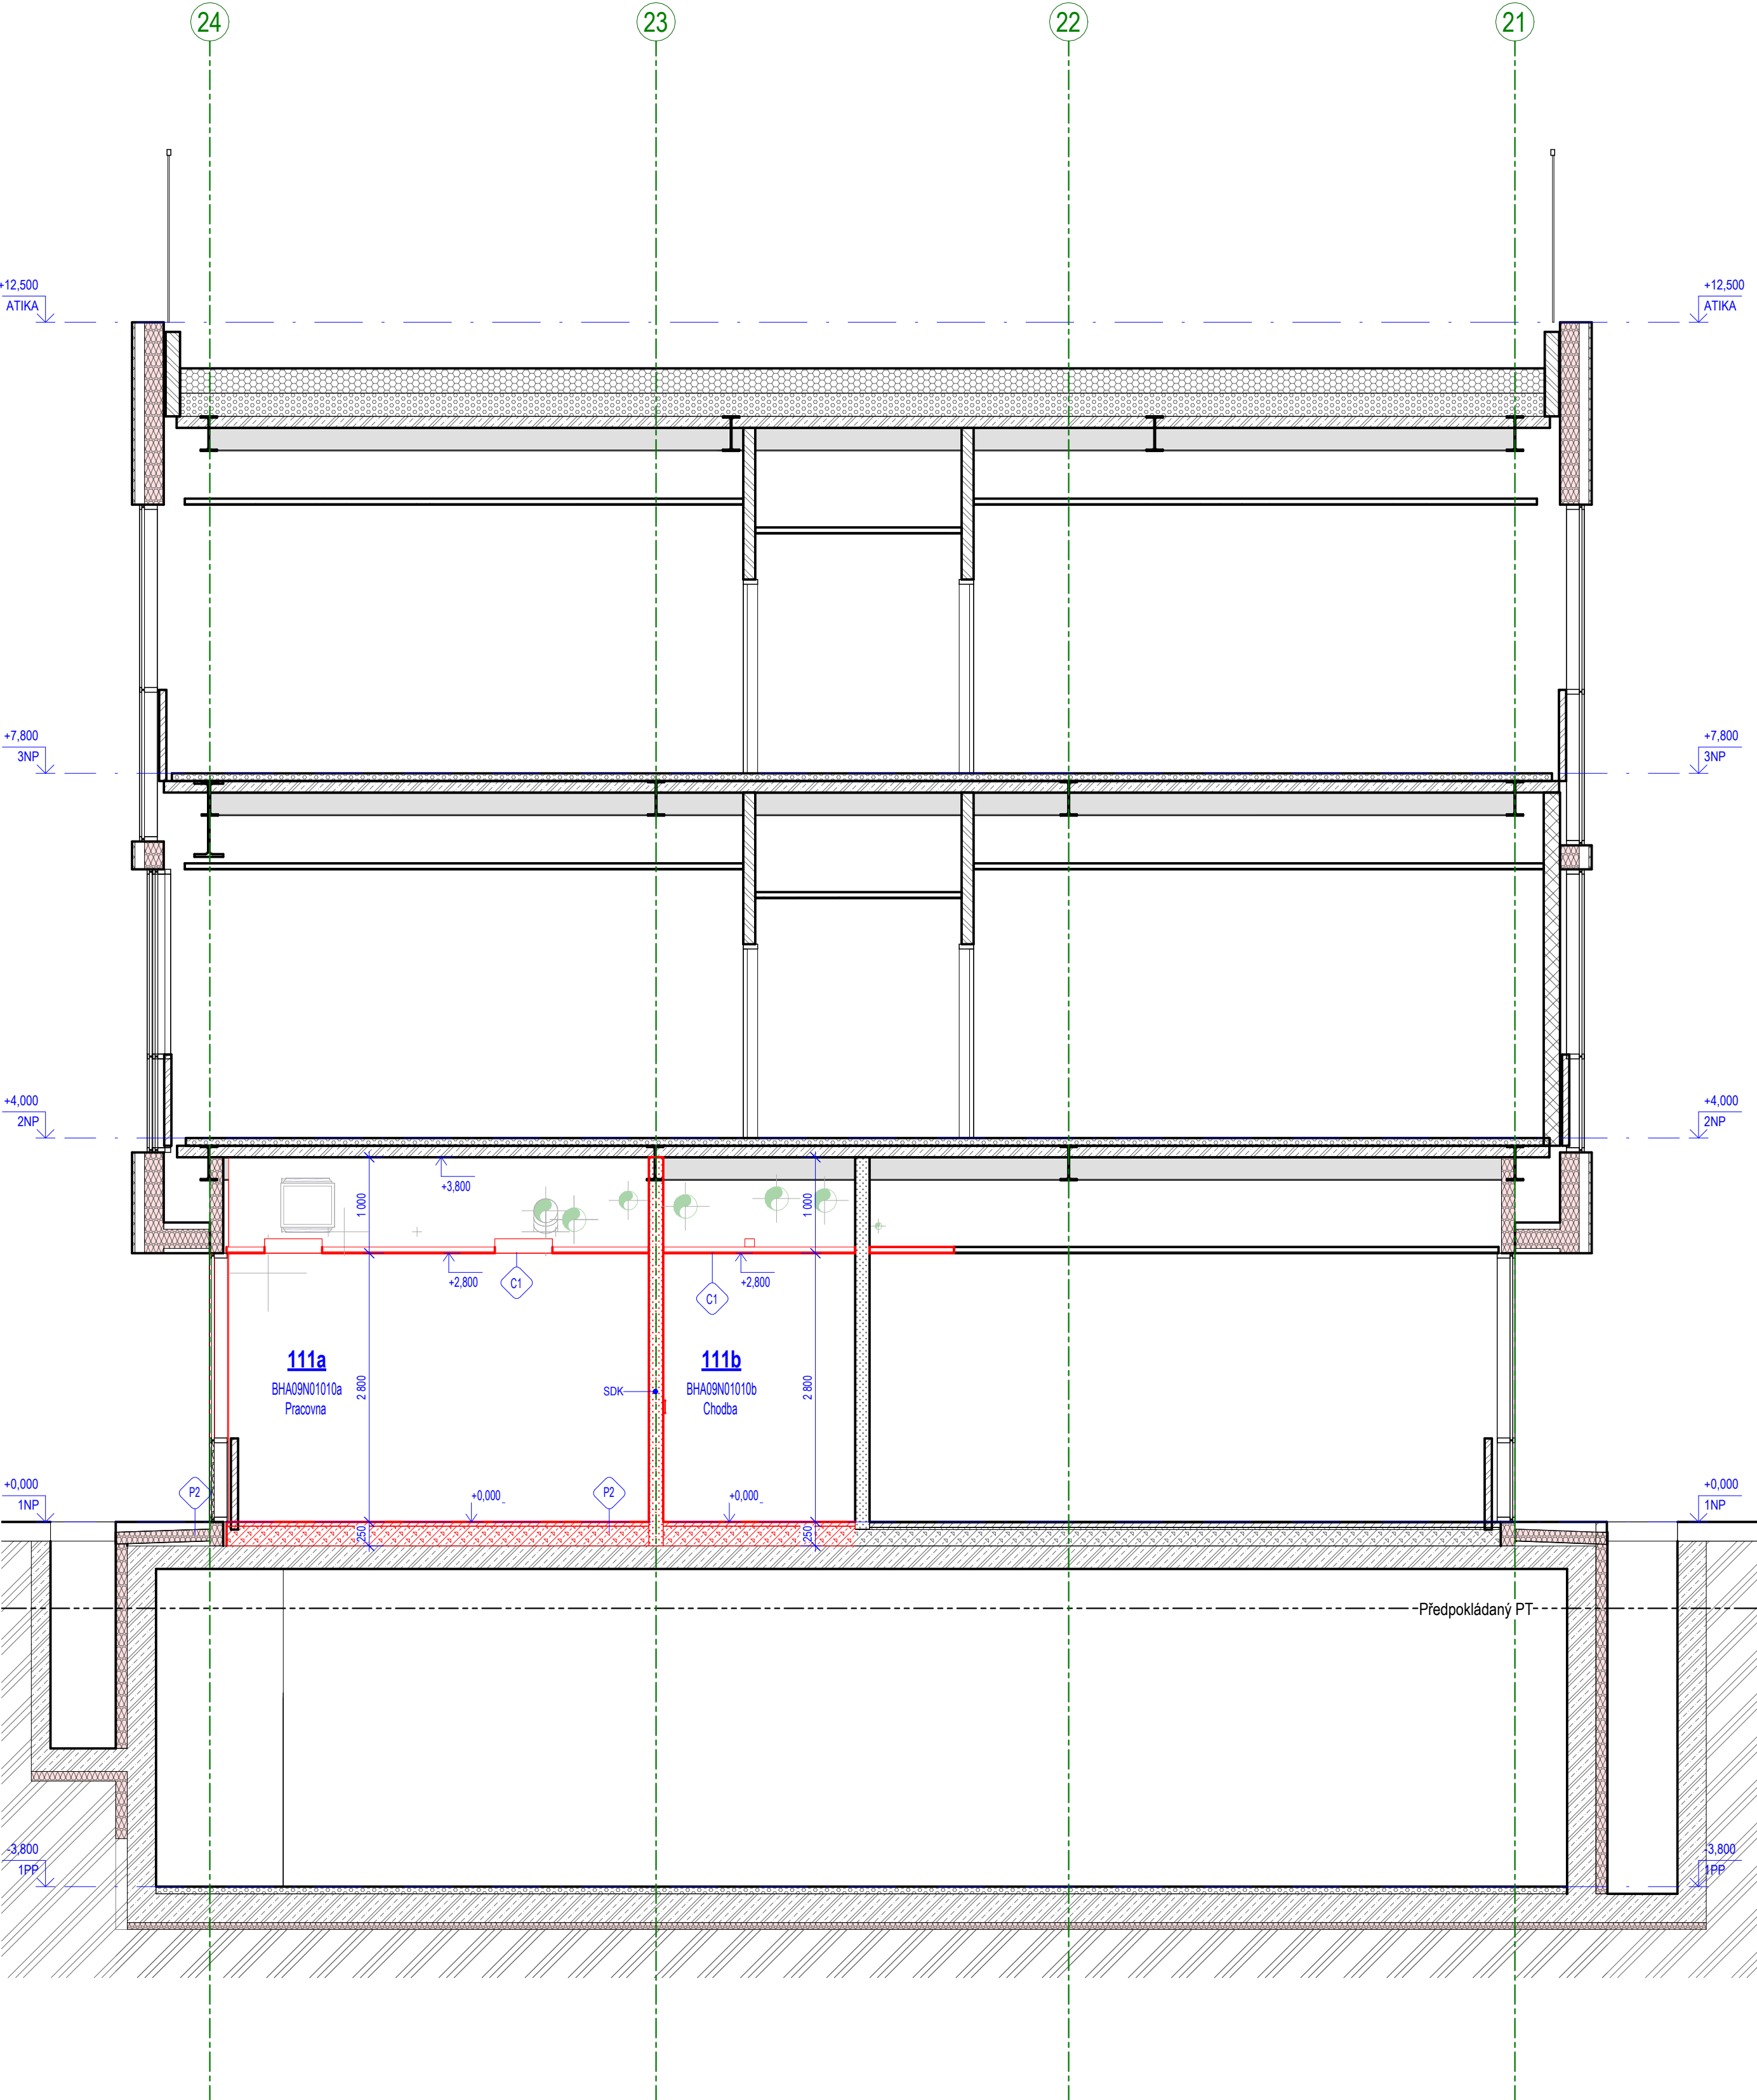 24
23
22
21
+12,500
ATIKA
+12,500
ATIKA
+7,800
3NP
+7,800
3NP
+4,000
2NP
+4,000
2NP
+3,800
1 000
1 000
+2,800
C1
+2,800
C1
111a
BHA09N01010a
Pracovna
2 800
SDK
111b
BHA09N01010b
Chodba
2 800
+0,000
1NP
P2
+0,000
P2
+0,000
+0,000
1NP
250
250
Předpokládaný PT
-3,800
1PP
-3,800
1PP